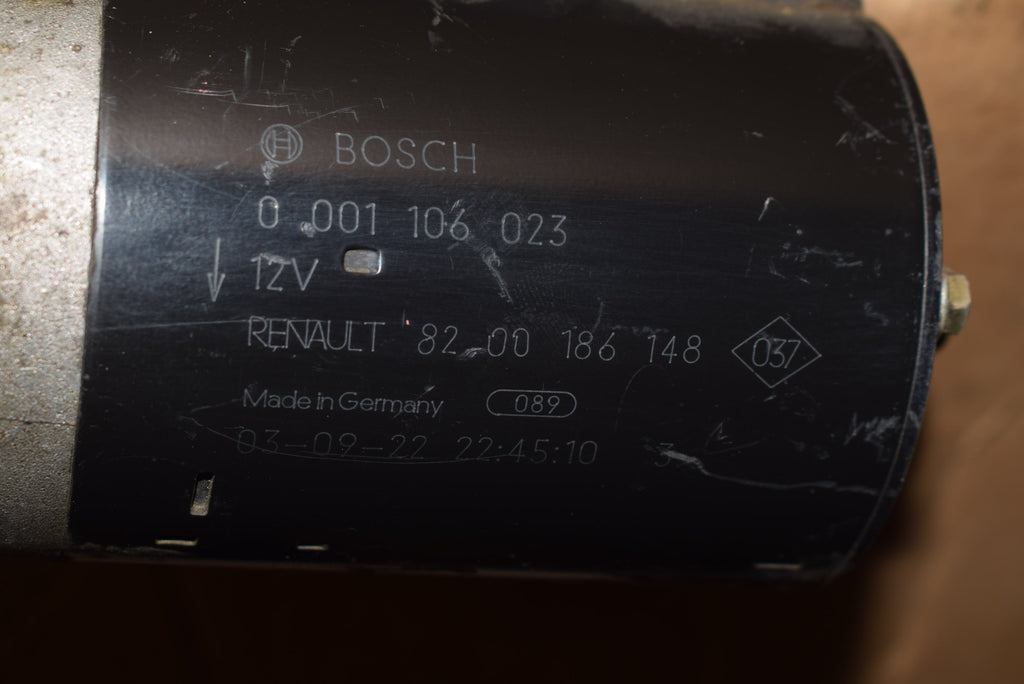 BOSCH
0 001 106 023
12V
RENAULT 82 00 186 148 037
Made in Germany 089
03-09-22 22:45:10 3